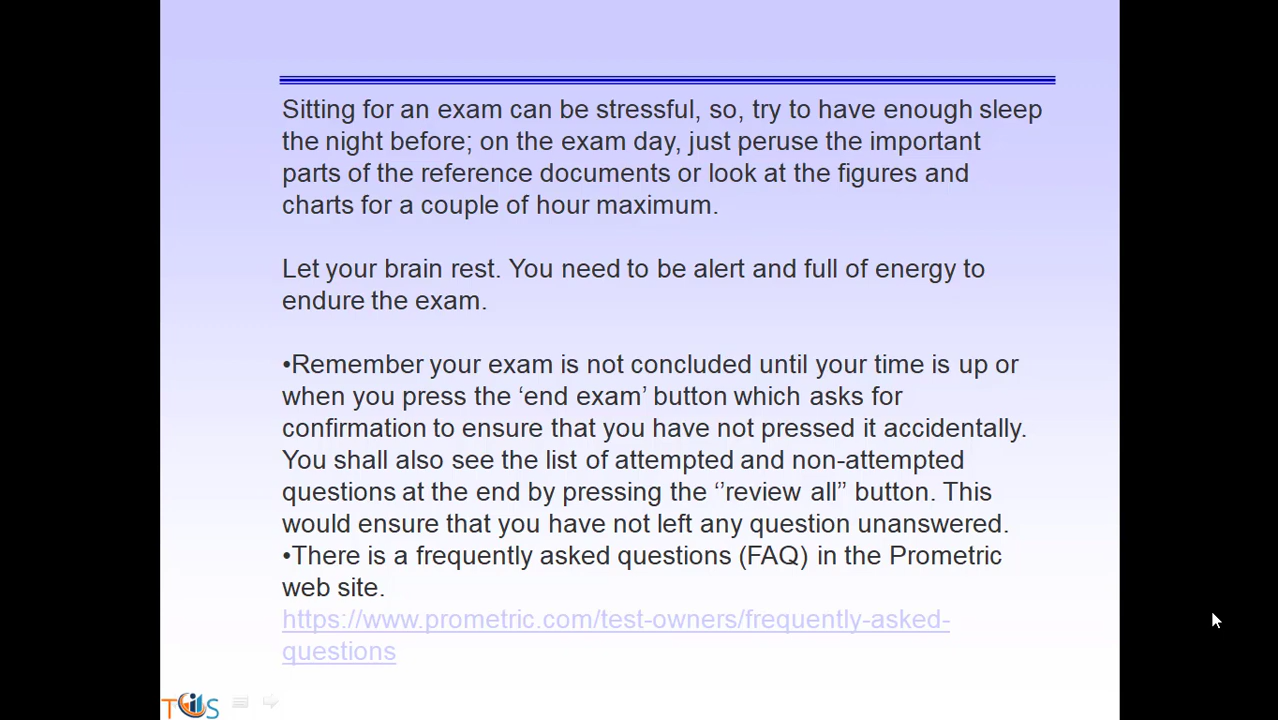 Sitting for an exam can be stressful, so, try to have enough sleep
the night before; on the exam day, just peruse the important
parts of the reference documents or look at the figures and
charts for a couple of hour maximum.
Let your brain rest. You need to be alert and full of energy to
endure the exam.
•Remember your exam is not concluded until your time is up or
when you press the ‘end exam’ button which asks for
confirmation to ensure that you have not pressed it accidentally.
You shall also see the list of attempted and non-attempted
questions at the end by pressing the ‘’review all’’ button. This
would ensure that you have not left any question unanswered.
•There is a frequently asked questions (FAQ) in the Prometric
web site.
https://www.prometric.com/test-owners/frequently-asked-
questions